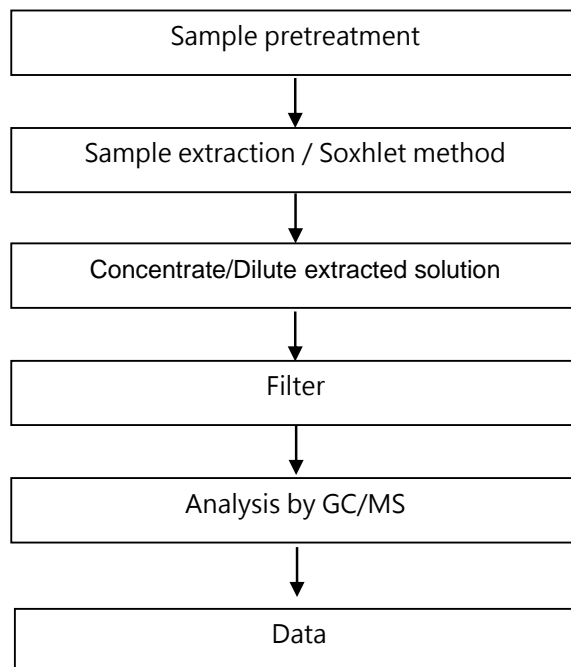 Sample pretreatment
Sample extraction / Soxhlet method
Concentrate/Dilute extracted solution
Filter
Analysis by GC/MS
Data